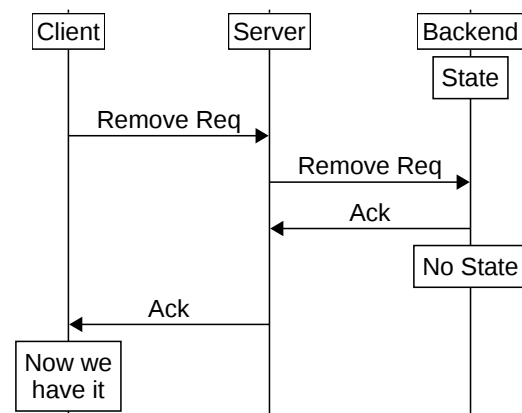 Client
Server
Backend
State
Remove Req
Remove Req
Ack
No State
Ack
Now we
have it